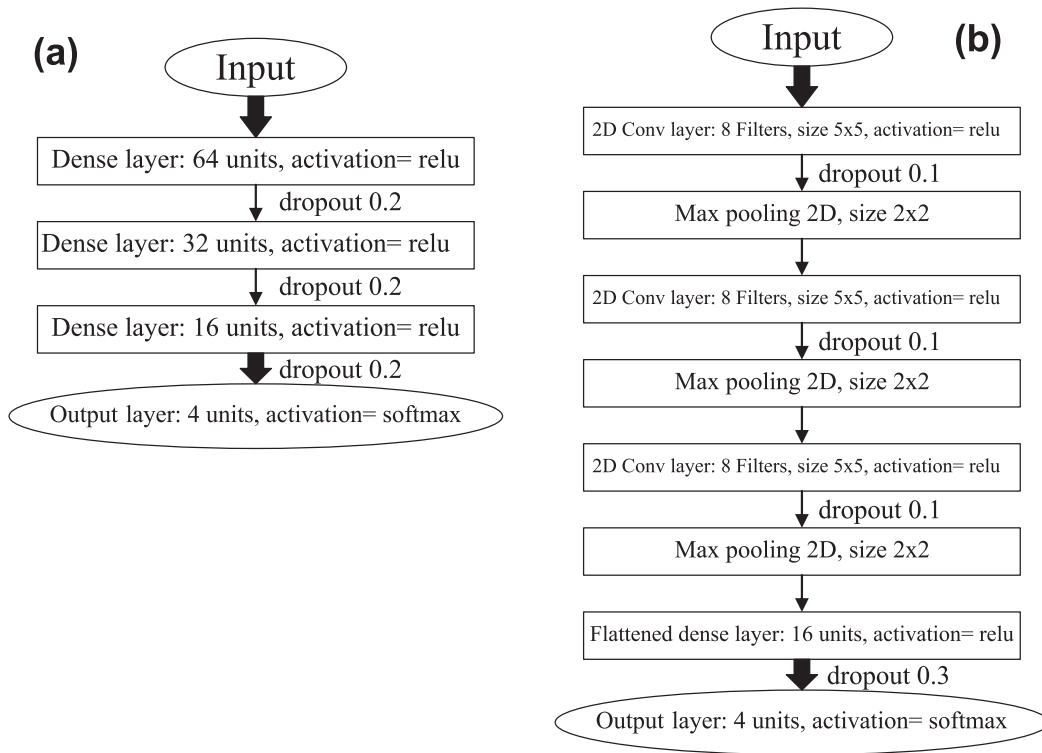 (a)
Input
Dense layer: 64 units, activation= relu
dropout 0.2
Dense layer: 32 units, activation= relu
dropout 0.2
Dense layer: 16 units, activation= relu
dropout 0.2
Output layer: 4 units, activation= softmax
(b)
Input
2D Conv layer: 8 Filters, size 5x5, activation= relu
dropout 0.1
Max pooling 2D, size 2x2
2D Conv layer: 8 Filters, size 5x5, activation= relu
dropout 0.1
Max pooling 2D, size 2x2
2D Conv layer: 8 Filters, size 5x5, activation= relu
dropout 0.1
Max pooling 2D, size 2x2
Flattened dense layer: 16 units, activation= relu
dropout 0.3
Output layer: 4 units, activation= softmax